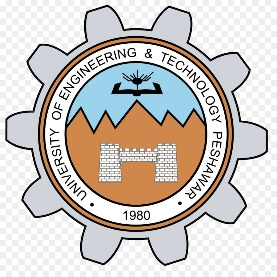 UNIVERSITY OF ENGINEERING & TECHNOLOGY PESHAWAR.
• 1980 •